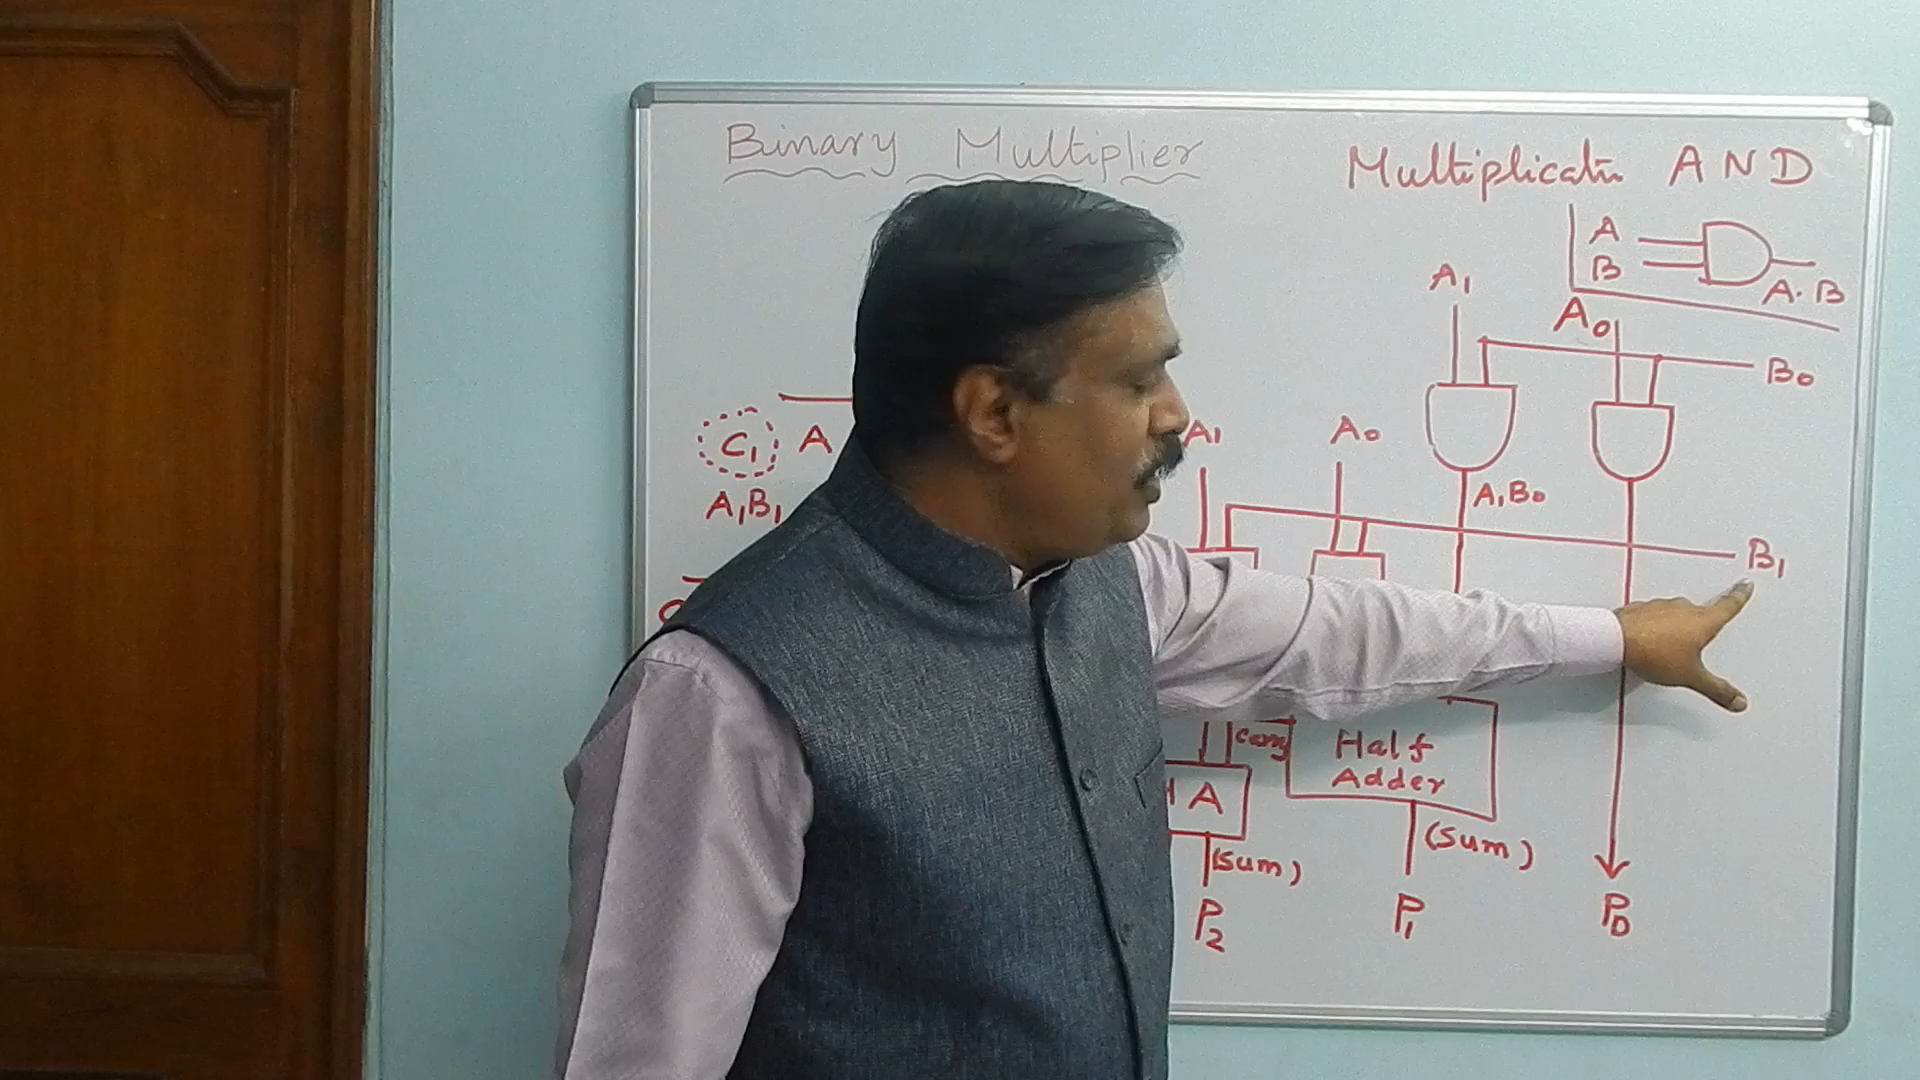 Binary Multiplier
Multiplicatn AND
A
B
A.B
A1
A0
B0
C1 A
A1 A0
A1B1
A1B0
B1
Carry
Half
Adder
HA
(Sum)
(Sum)
P2 P1 P0